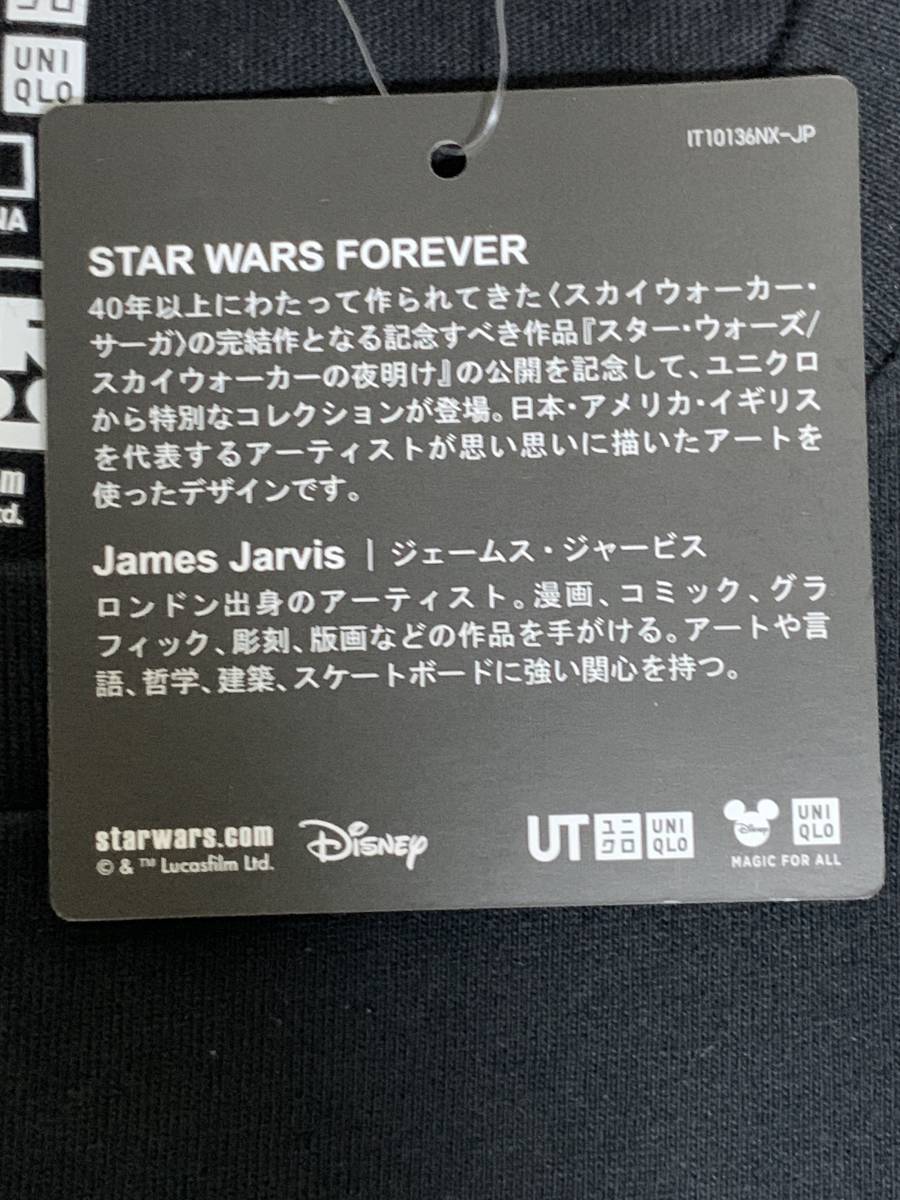 UNI
QLO
IT10136NX-JP
STAR WARS FOREVER
40年以上にわたって作られてきた〈スカイウォーカー・
サーガ〉の完結作となる記念すべき作品『スター・ウォーズ/
スカイウォーカーの夜明け』の公開を記念して、ユニクロ
から特別なコレクションが登場。日本・アメリカ・イギリス
を代表するアーティストが思い思いに描いたアートを
使ったデザインです。
James Jarvis | ジェームス・ジャービス
ロンドン出身のアーティスト。漫画、コミック、グラ
フィック、彫刻、版画などの作品を手がける。アートや言
語、哲学、建築、スケートボードに強い関心を持つ。
starwars.com
© & ™ Lucasfilm Ltd.
Disney
UT ユニクロ UNIQLO
Disney UNIQLO
MAGIC FOR ALL